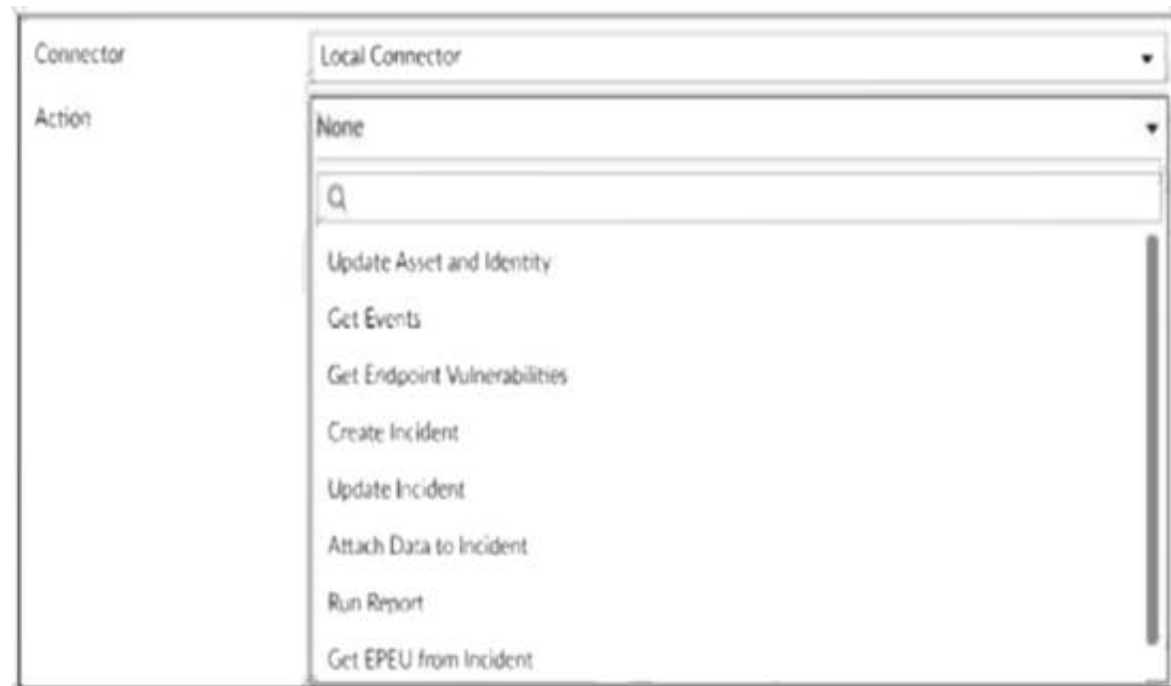 Connector Local Connector
Action None
Update Asset and Identity
Get Events
Get Endpoint Vulnerabilities
Create Incident
Update Incident
Attach Data to Incident
Run Report
Get EPEU from Incident